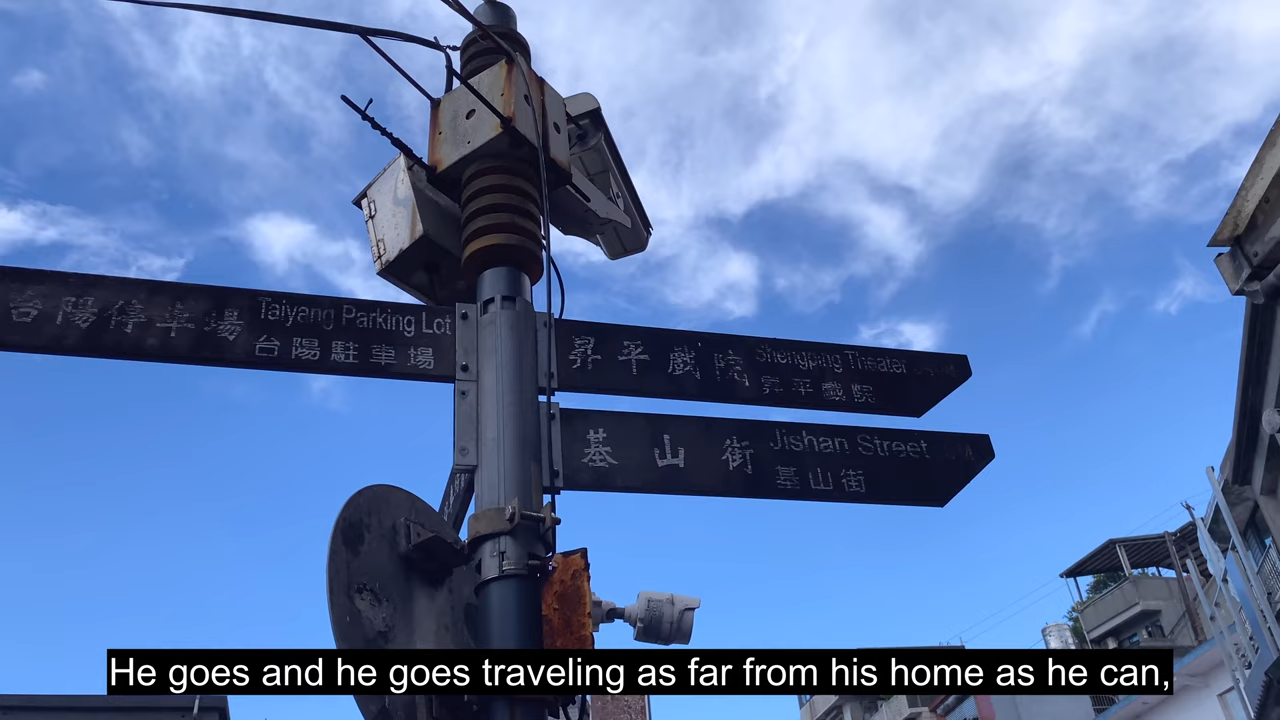 台陽停車場
Taiyang Parking Lot
台陽駐車場
昇平戲院
Shengping Theater
昇平戲院
基山街
Jishan Street
基山街
He goes and he goes traveling as far from his home as he can,